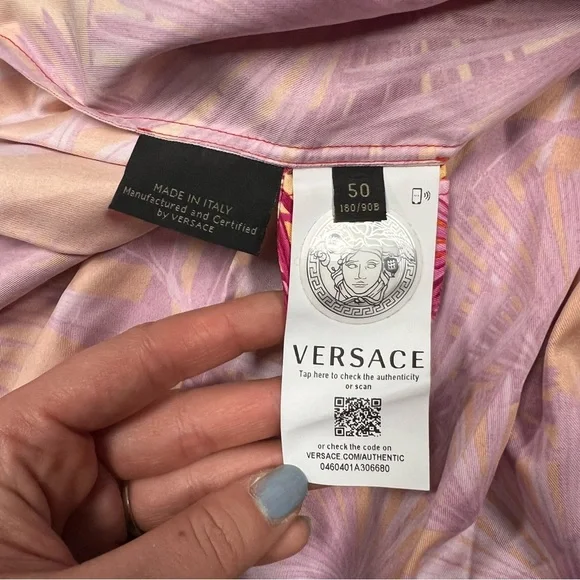 MADE IN ITALY
Manufactured and Certified
by VERSACE
50
180/90B
VERSACE
Tap here to check the authenticity
or scan
or check the code on
VERSACE.COM/AUTHENTIC
0460401A306680